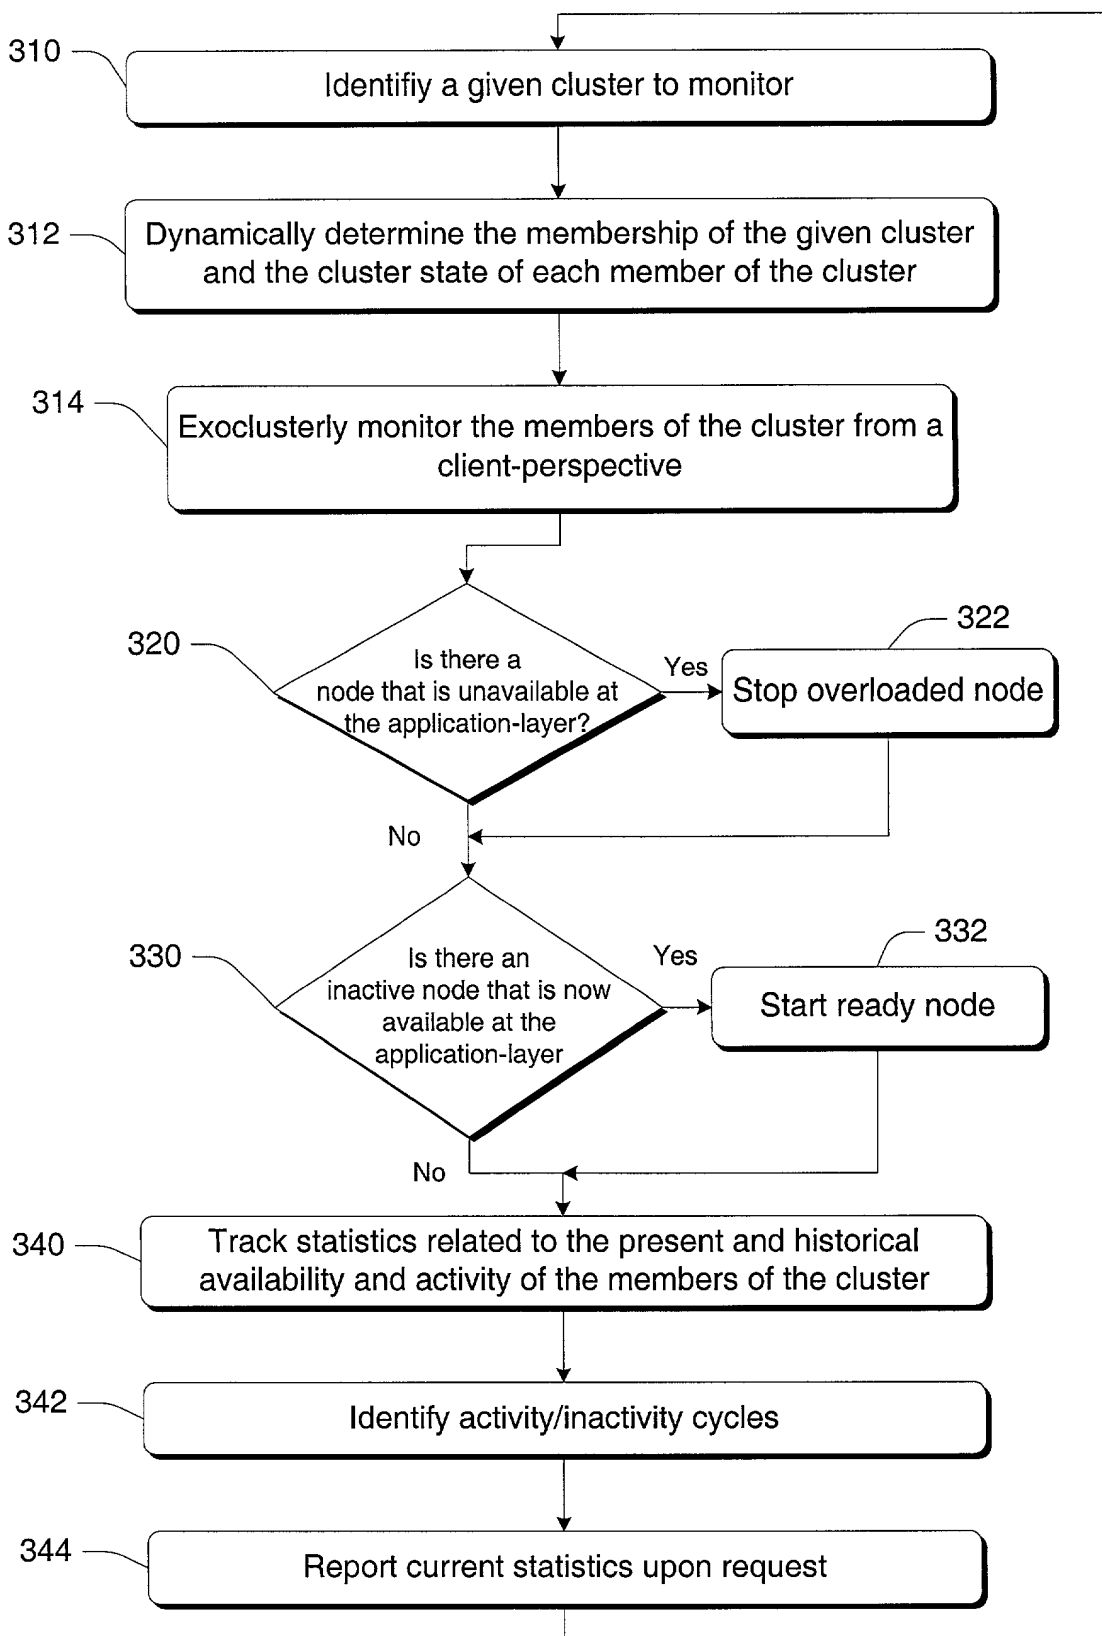 310
Identifiy a given cluster to monitor
312
Dynamically determine the membership of the given cluster
and the cluster state of each member of the cluster
314
Exoclusterly monitor the members of the cluster from a
client-perspective
320
Is there a
node that is unavailable at
the application-layer?
Yes
322
Stop overloaded node
No
330
Is there an
inactive node that is now
available at the
application-layer
Yes
332
Start ready node
No
340
Track statistics related to the present and historical
availability and activity of the members of the cluster
342
Identify activity/inactivity cycles
344
Report current statistics upon request